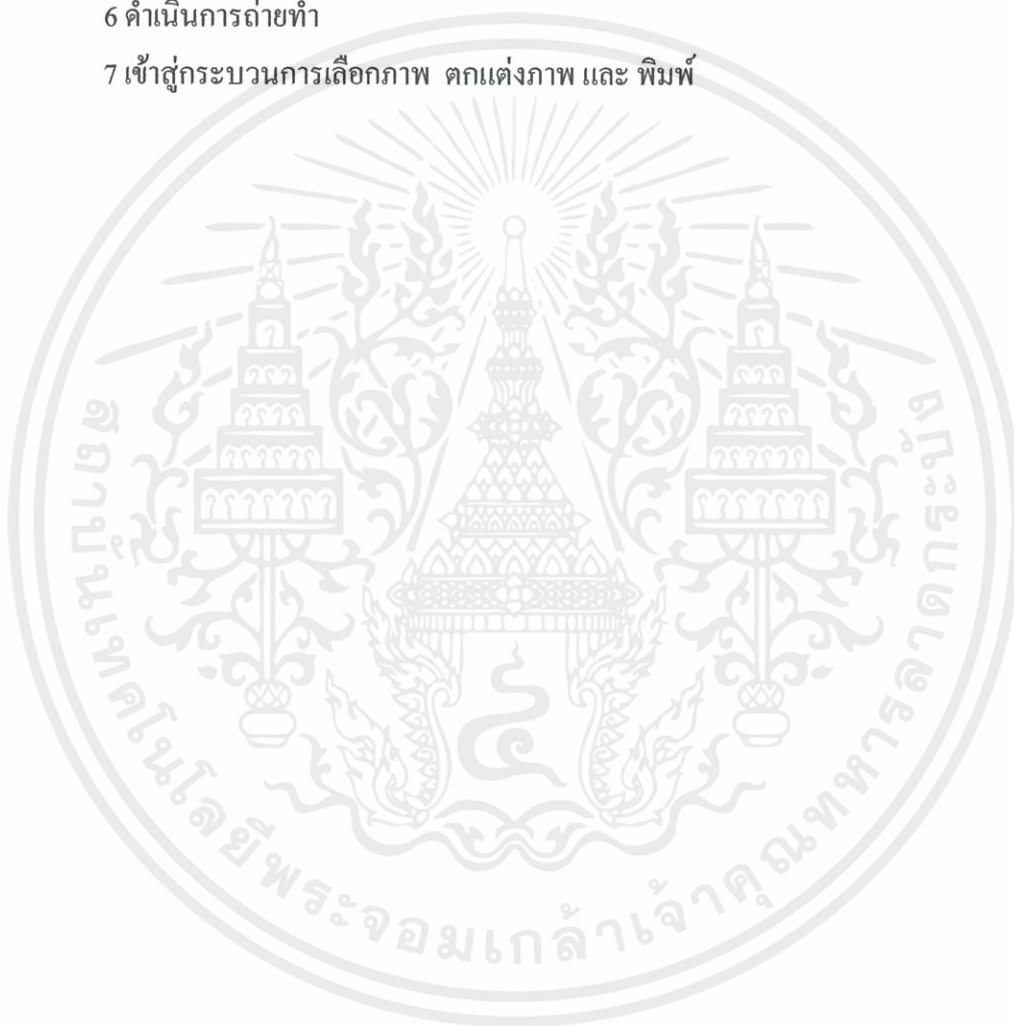 6 ดำเนินการถ่ายทำ
7 เข้าสู่กระบวนการเลือกภาพ ตกแต่งภาพ และ พิมพ์
๔
สถาบันเทคโนโลยีพระจอมเกล้าเจ้าคุณทหารลาดกระบัง